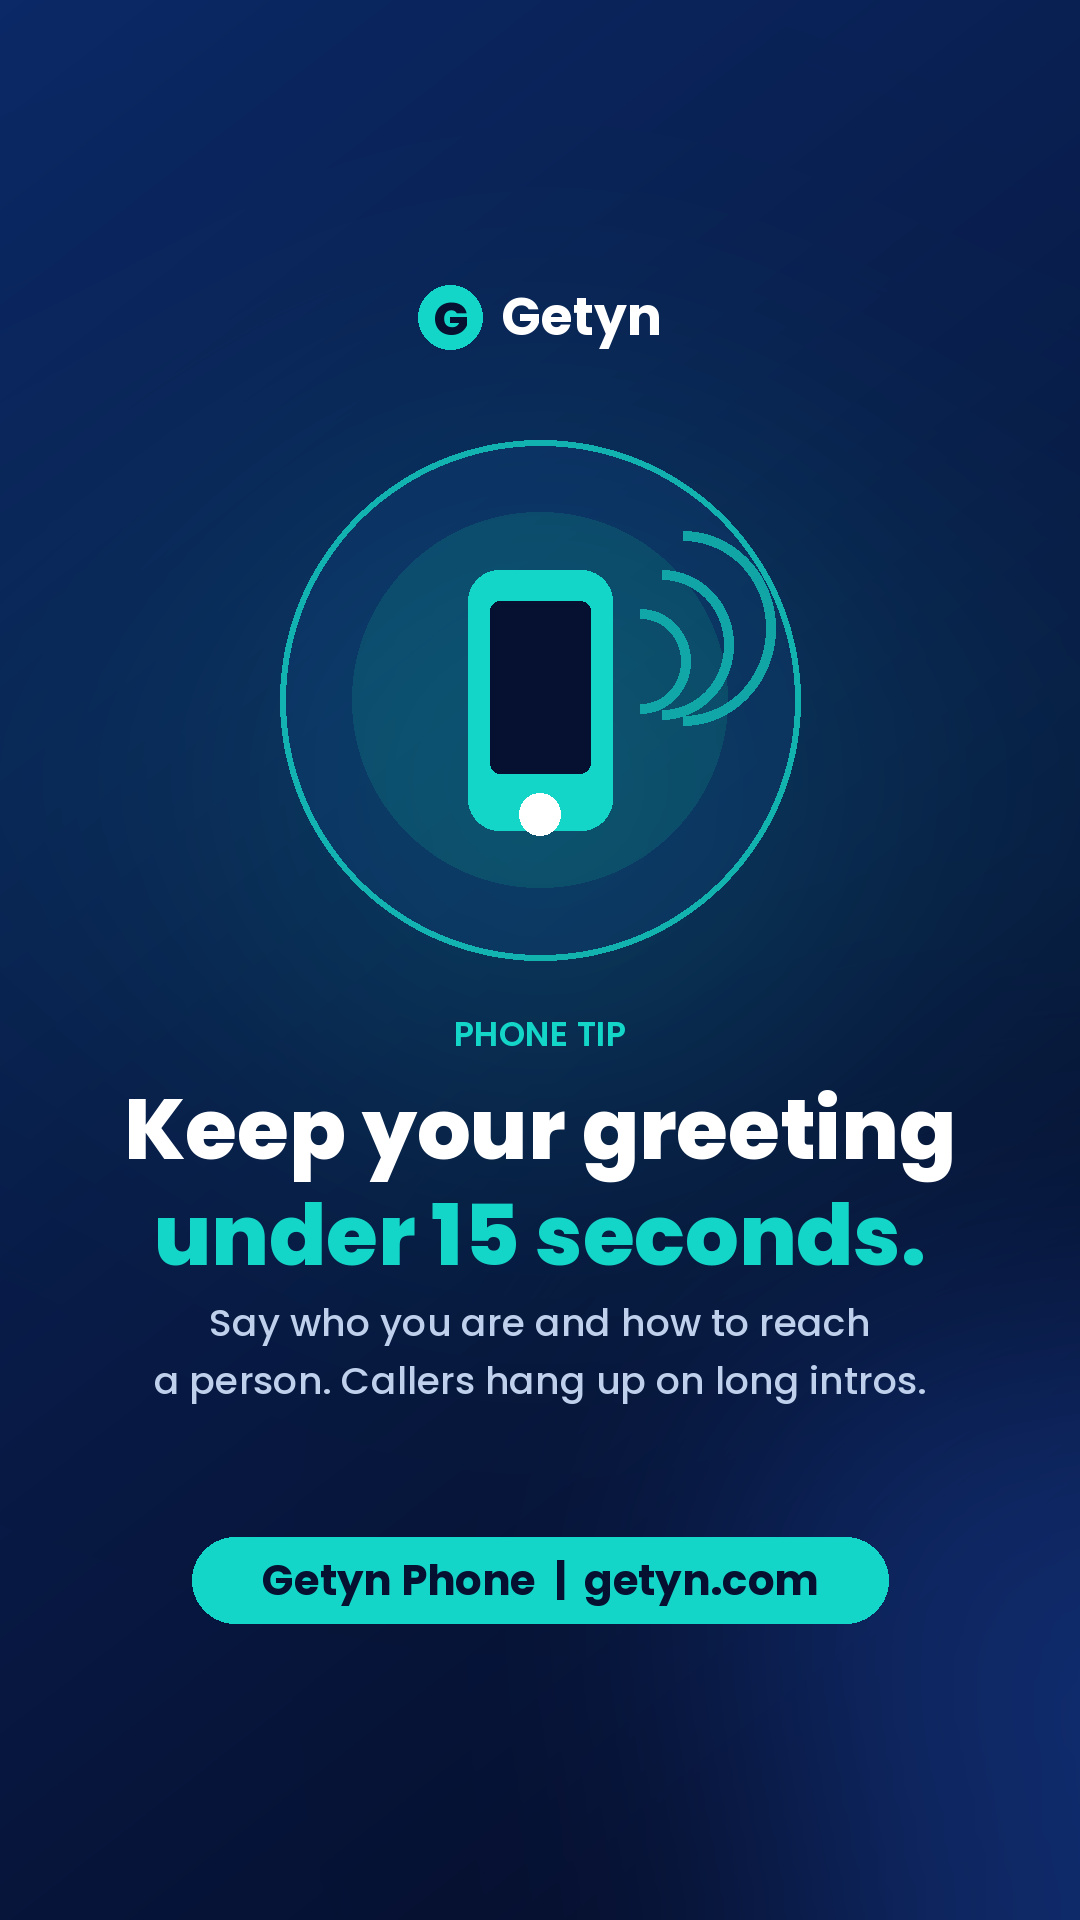 G Getyn
PHONE TIP
Keep your greeting
under 15 seconds.
Say who you are and how to reach
a person. Callers hang up on long intros.
Getyn Phone | getyn.com